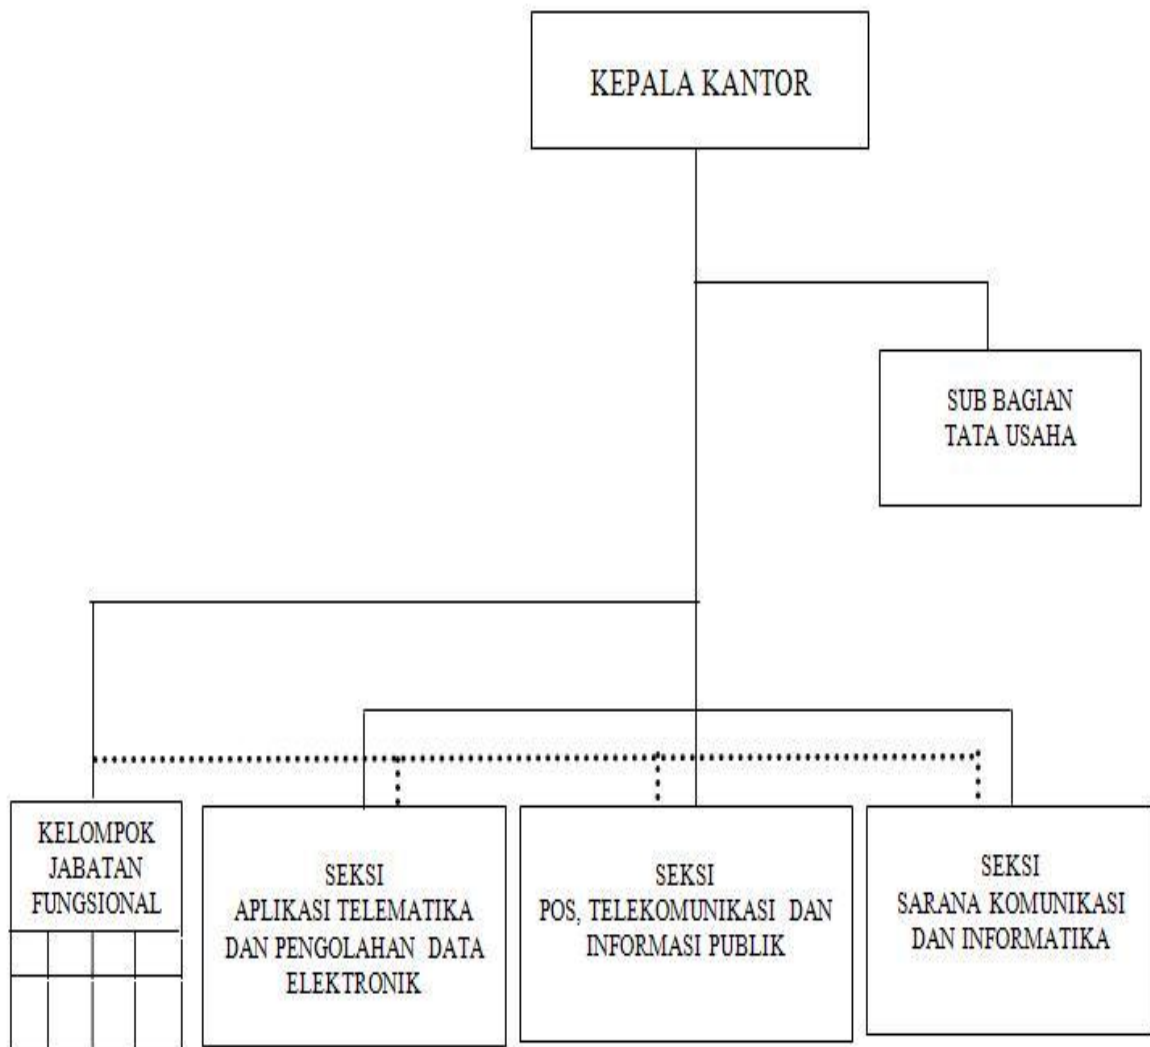 KEPALA KANTOR
SUB BAGIAN
TATA USAHA
KELOMPOK
JABATAN
FUNGSIONAL
SEKSI
APLIKASI TELEMATIKA
DAN PENGOLAHAN DATA
ELEKTRONIK
SEKSI
POS, TELEKOMUNIKASI DAN
INFORMASI PUBLIK
SEKSI
SARANA KOMUNIKASI
DAN INFORMATIKA